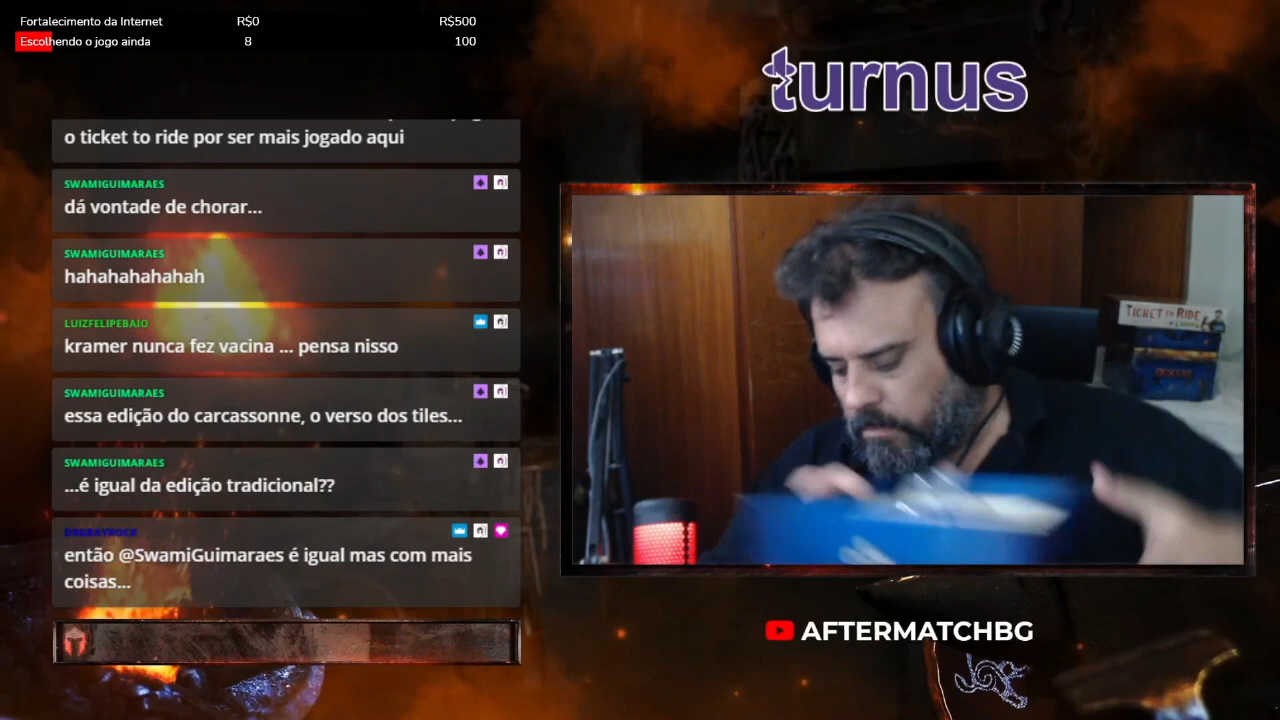 Fortalecimento da Internet R$0 R$500
Escolhendo o jogo ainda 8 100
turnus
o ticket to ride por ser mais jogado aqui
SWAMIGUIMARAES
dá vontade de chorar...
SWAMIGUIMARAES
hahahahahahah
LUIZFELIPEBAIO
kramer nunca fez vacina ... pensa nisso
SWAMIGUIMARAES
essa edição do carcassonne, o verso dos tiles...
SWAMIGUIMARAES
...é igual da edição tradicional??
então @SwamiGuimaraes é igual mas com mais
coisas...
TICKET TO RIDE
AFTERMATCHBG